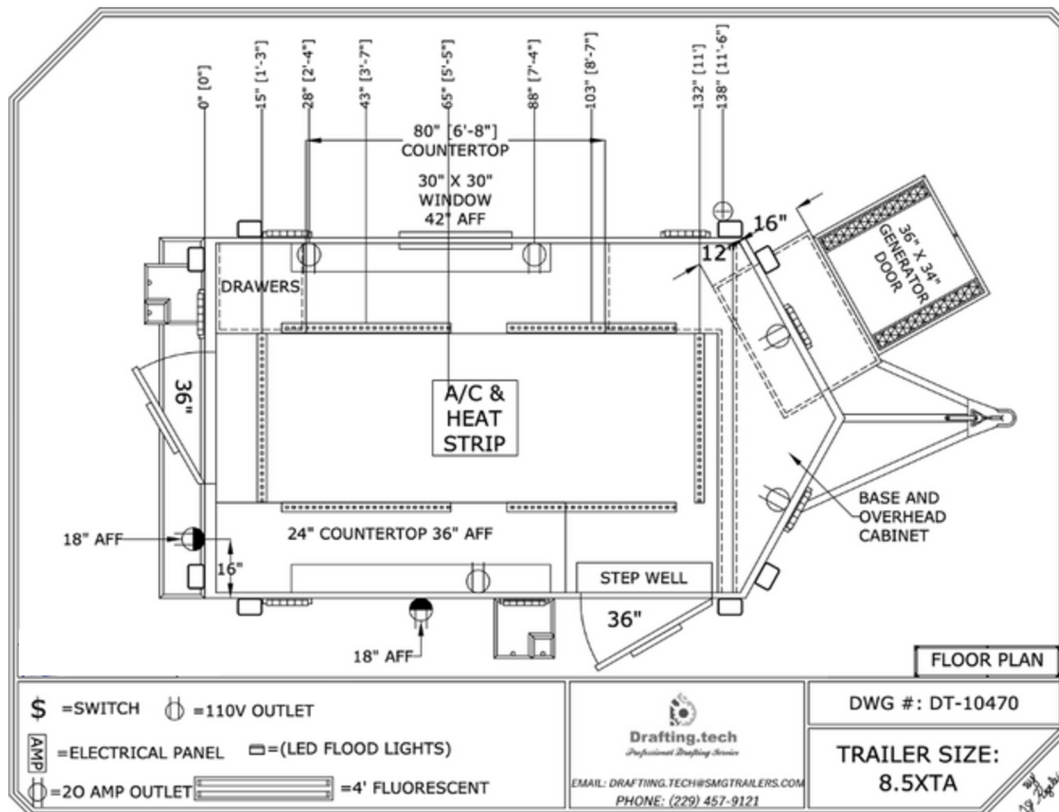 0" [0"]
15" [1'-3"]
28" [2'-4"]
43" [3'-7"]
65" [5'-5"]
88" [7'-4"]
103" [8'-7"]
132" [11']
138" [11'-6"]
80" [6'-8"]
COUNTERTOP
30" X 30"
WINDOW
42" AFF
16"
12"
36" X 34"
GENERATOR
DOOR
DRAWERS
36"
A/C &
HEAT
STRIP
BASE AND
OVERHEAD
CABINET
18" AFF
24" COUNTERTOP 36" AFF
16"
STEP WELL
36"
18" AFF
FLOOR PLAN
$ =SWITCH =110V OUTLET
AMP =ELECTRICAL PANEL =(LED FLOOD LIGHTS)
=20 AMP OUTLET =4' FLUORESCENT
Drafting.tech
Professional Drafting Service
EMAIL: DRAFTIING.TECH@SMGTRAILERS.COM
PHONE: (229) 457-9121
DWG #: DT-10470
TRAILER SIZE:
8.5XTA